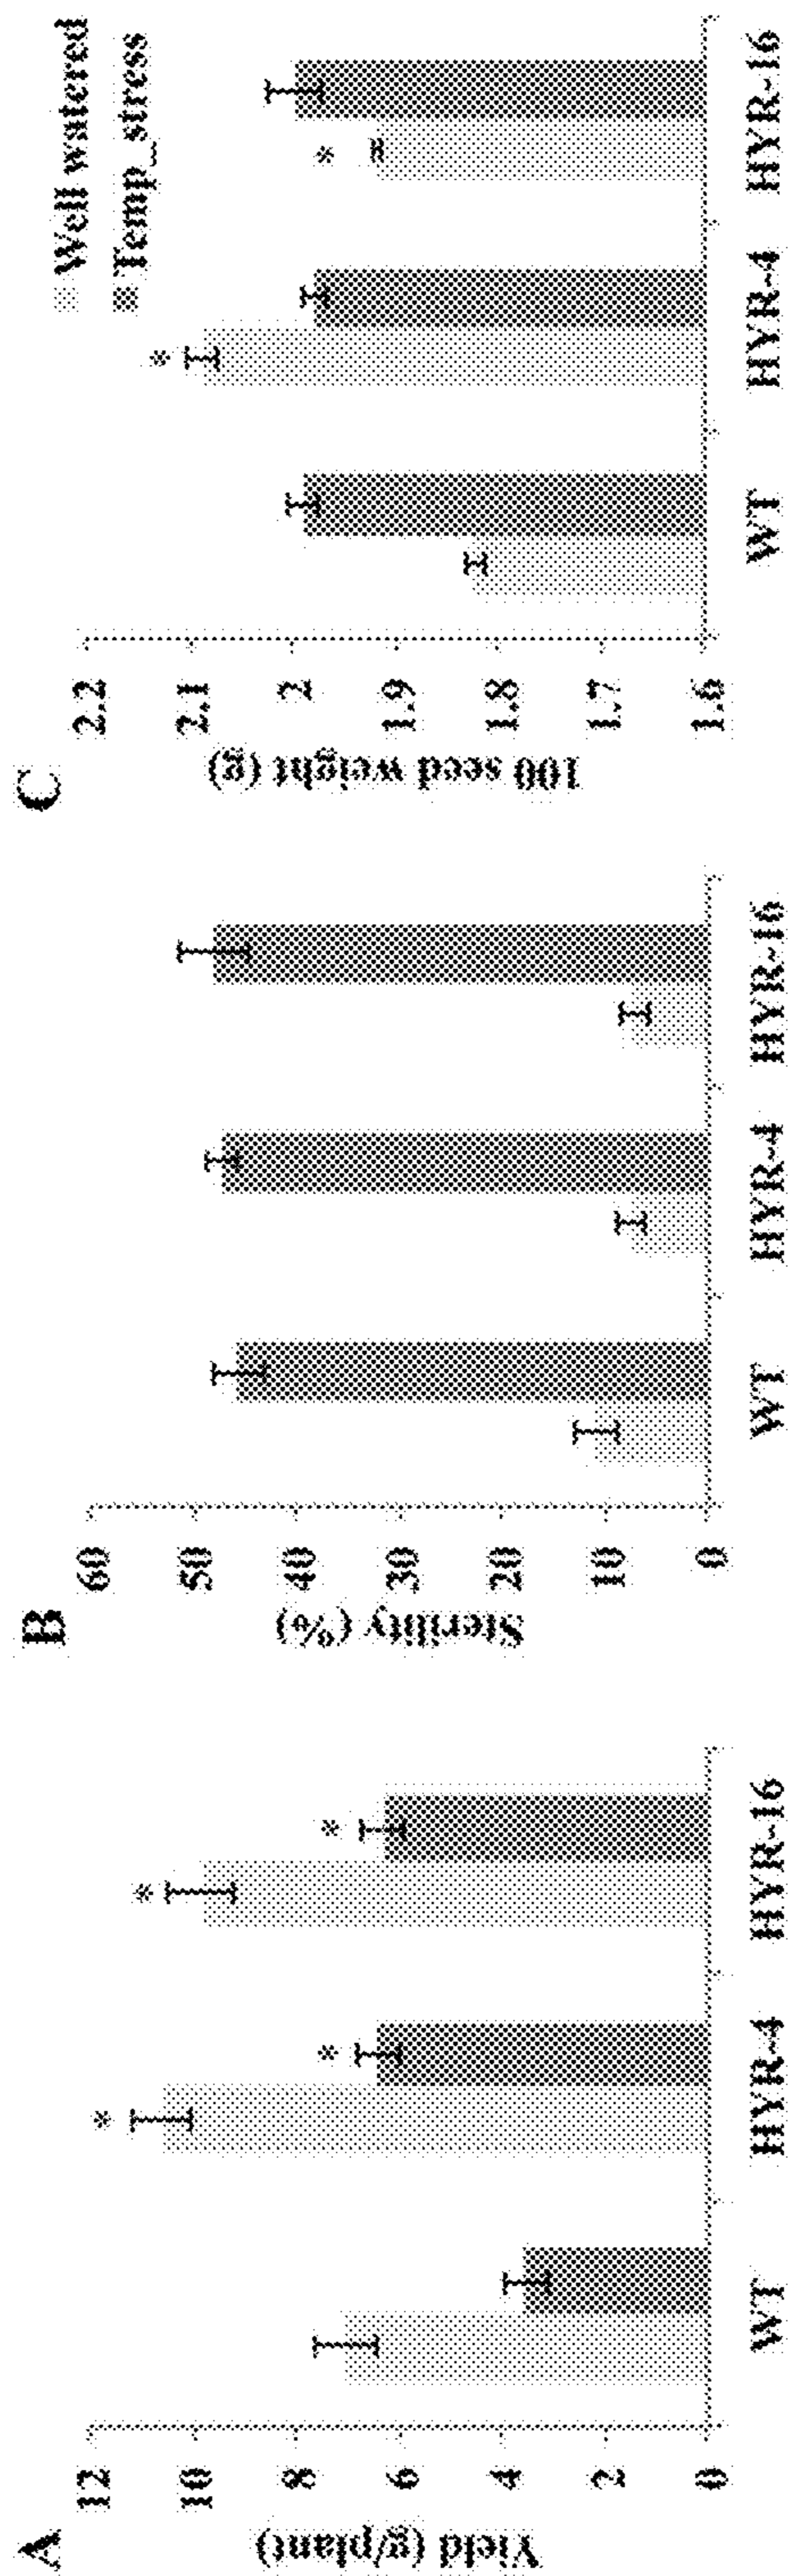 A
Yield (g/plant)
12
10
8
6
4
2
0
WT
HYR-4
HYR-16
*
*
*
*
B
Sterility (%)
60
50
40
30
20
10
0
WT
HYR-4
HYR-16
C
100 seed weight (g)
2.2
2.1
2
1.9
1.8
1.7
1.6
WT
HYR-4
HYR-16
*
*
Well watered
Temp_stress